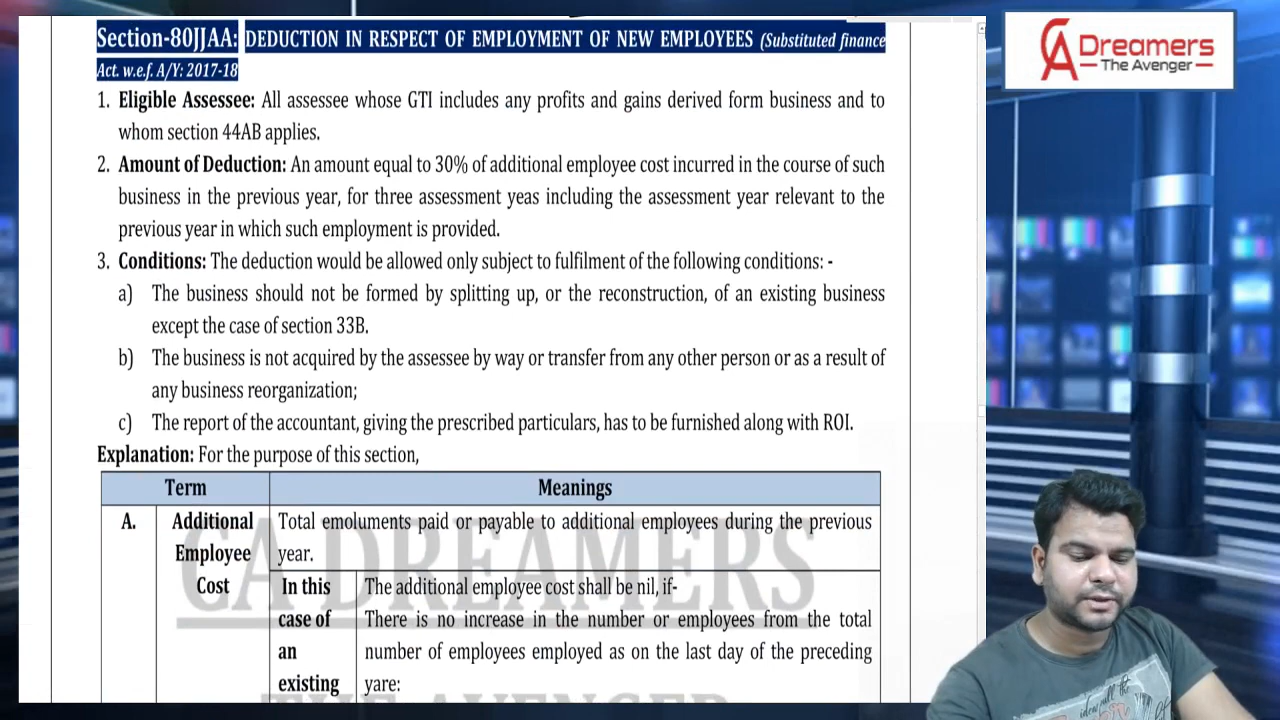 Section-80JJAA: DEDUCTION IN RESPECT OF EMPLOYMENT OF NEW EMPLOYEES (Substituted finance
Act. w.e.f. A/Y: 2017-18
1. Eligible Assessee: All assessee whose GTI includes any profits and gains derived form business and to
whom section 44AB applies.
2. Amount of Deduction: An amount equal to 30% of additional employee cost incurred in the course of such
business in the previous year, for three assessment yeas including the assessment year relevant to the
previous year in which such employment is provided.
3. Conditions: The deduction would be allowed only subject to fulfilment of the following conditions: -
a) The business should not be formed by splitting up, or the reconstruction, of an existing business
except the case of section 33B.
b) The business is not acquired by the assessee by way or transfer from any other person or as a result of
any business reorganization;
c) The report of the accountant, giving the prescribed particulars, has to be furnished along with ROI.
Explanation: For the purpose of this section,
Term Meanings
A. Additional Employee Cost
Total emoluments paid or payable to additional employees during the previous
year.
In this case of an existing
The additional employee cost shall be nil, if-
There is no increase in the number or employees from the total
number of employees employed as on the last day of the preceding
yare:
CA DREAMERS
THE AVENGER
CA Dreamers
The Avenger